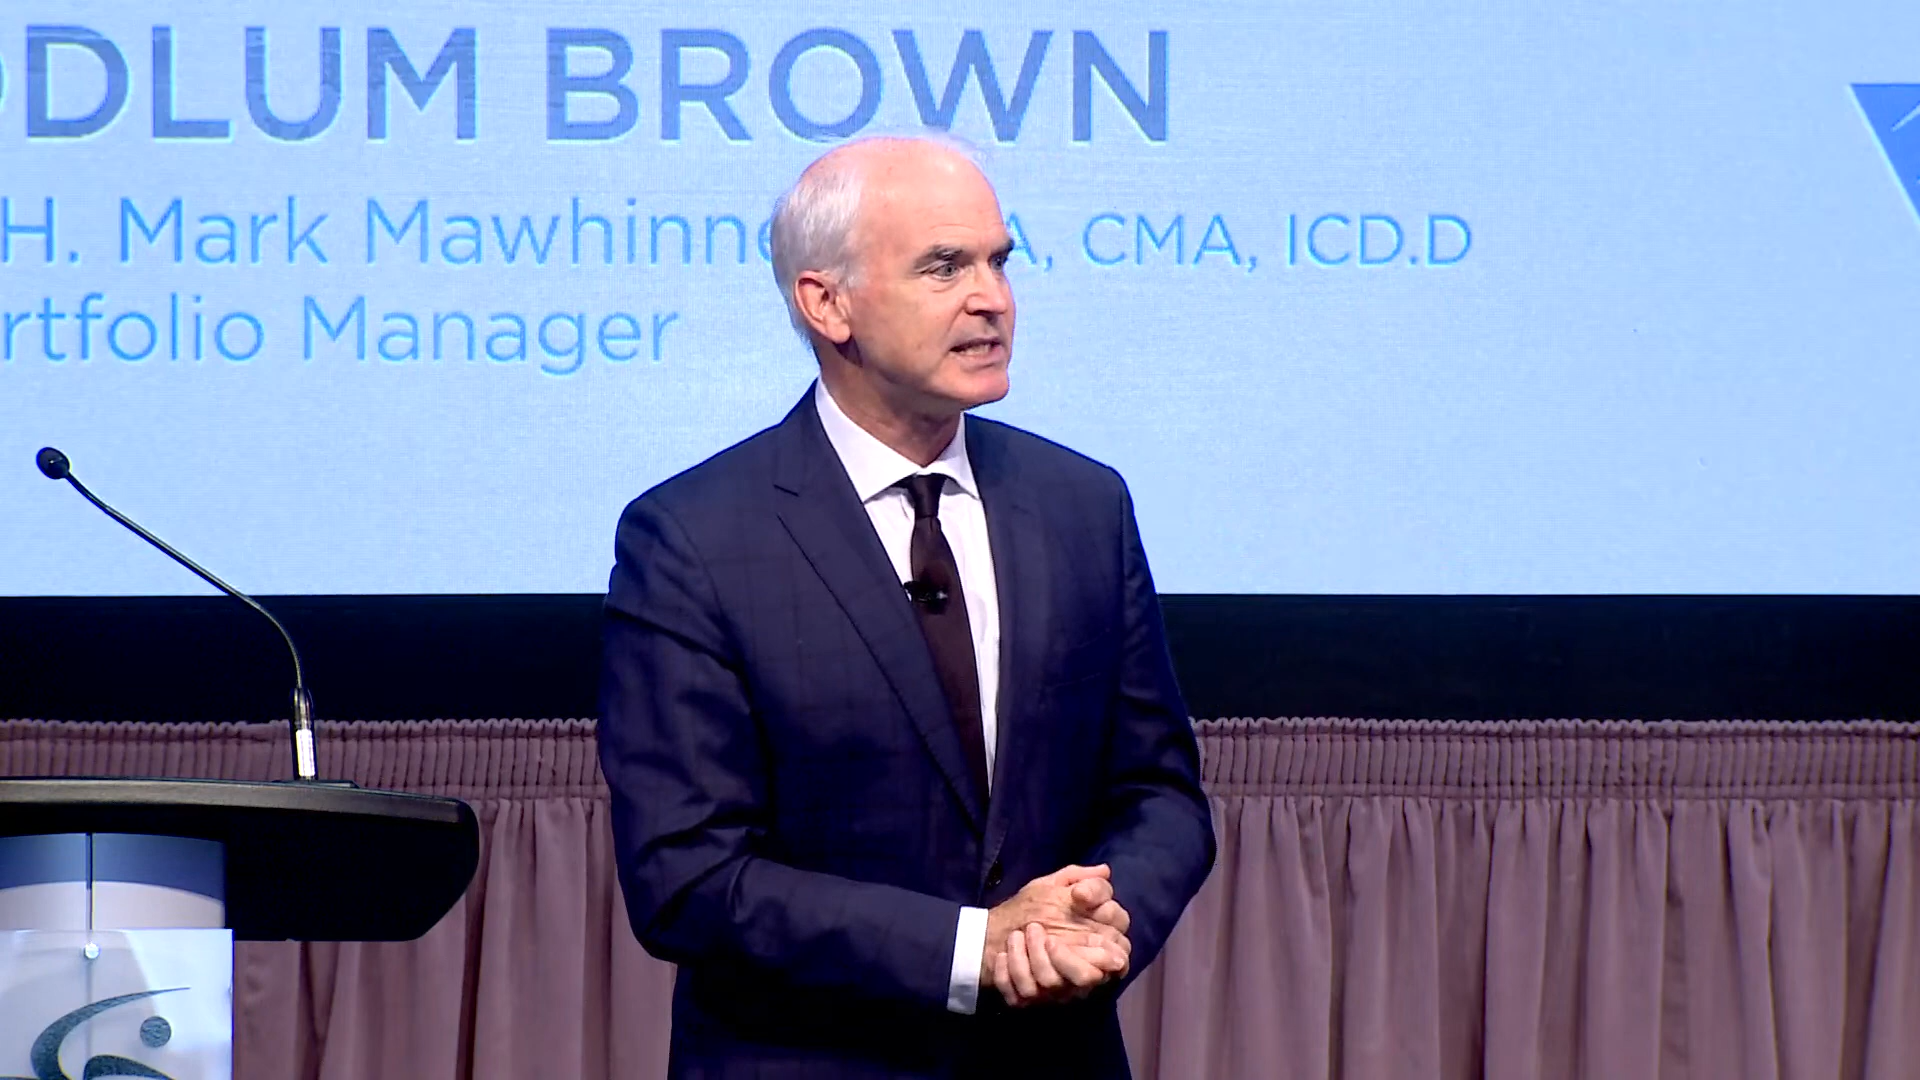 ODLUM BROWN
H. Mark Mawhinne A, CMA, ICD.D
rtfolio Manager